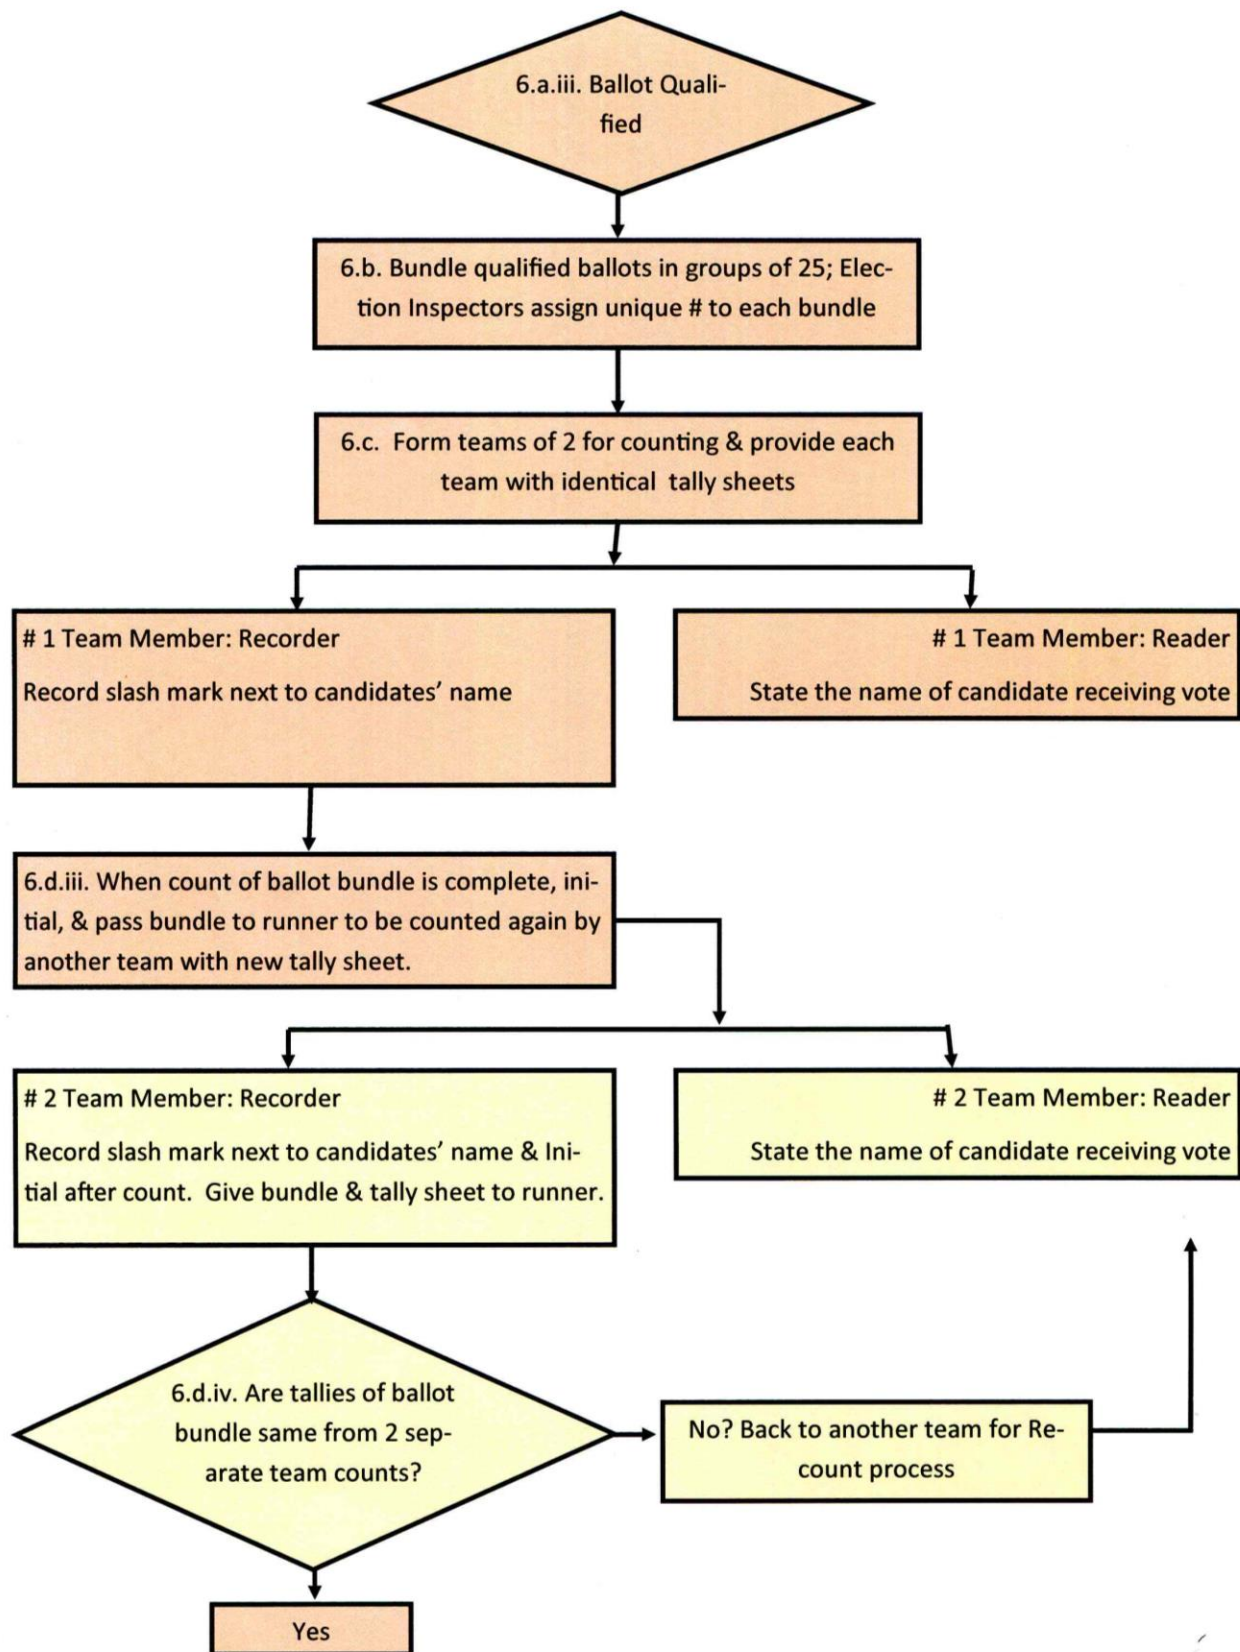 6.a.iii. Ballot Quali-
fied
6.b. Bundle qualified ballots in groups of 25; Elec-
tion Inspectors assign unique # to each bundle
6.c.  Form teams of 2 for counting & provide each
team with identical  tally sheets
# 1 Team Member: Recorder
Record slash mark next to candidates’ name
# 1 Team Member: Reader
State the name of candidate receiving vote
6.d.iii. When count of ballot bundle is complete, ini-
tial, & pass bundle to runner to be counted again by
another team with new tally sheet.
# 2 Team Member: Recorder
Record slash mark next to candidates’ name & Ini-
tial after count.  Give bundle & tally sheet to runner.
# 2 Team Member: Reader
State the name of candidate receiving vote
6.d.iv. Are tallies of ballot
bundle same from 2 sep-
arate team counts?
No? Back to another team for Re-
count process
Yes